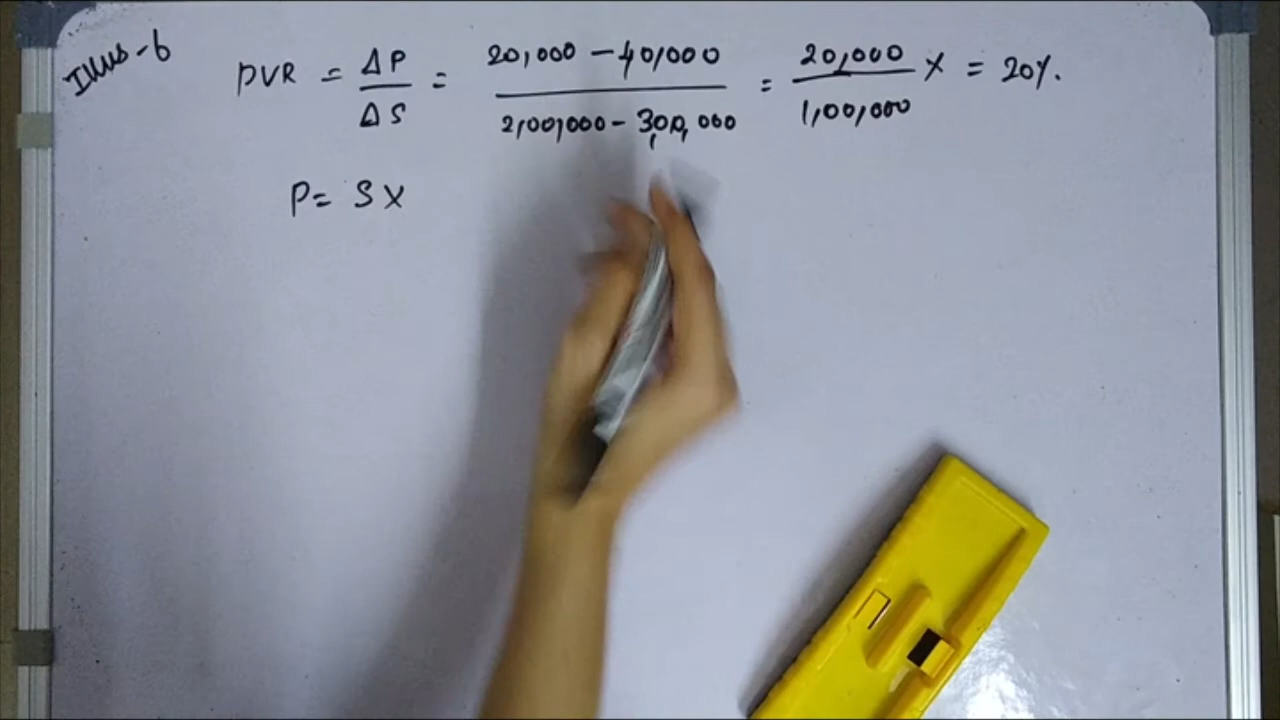 Illus-6
PVR = ΔP/ΔS = 20,000 - 40,000 / 2,00,000 - 3,00,000 = 20,000/1,00,000 × = 20%.
P = S ×